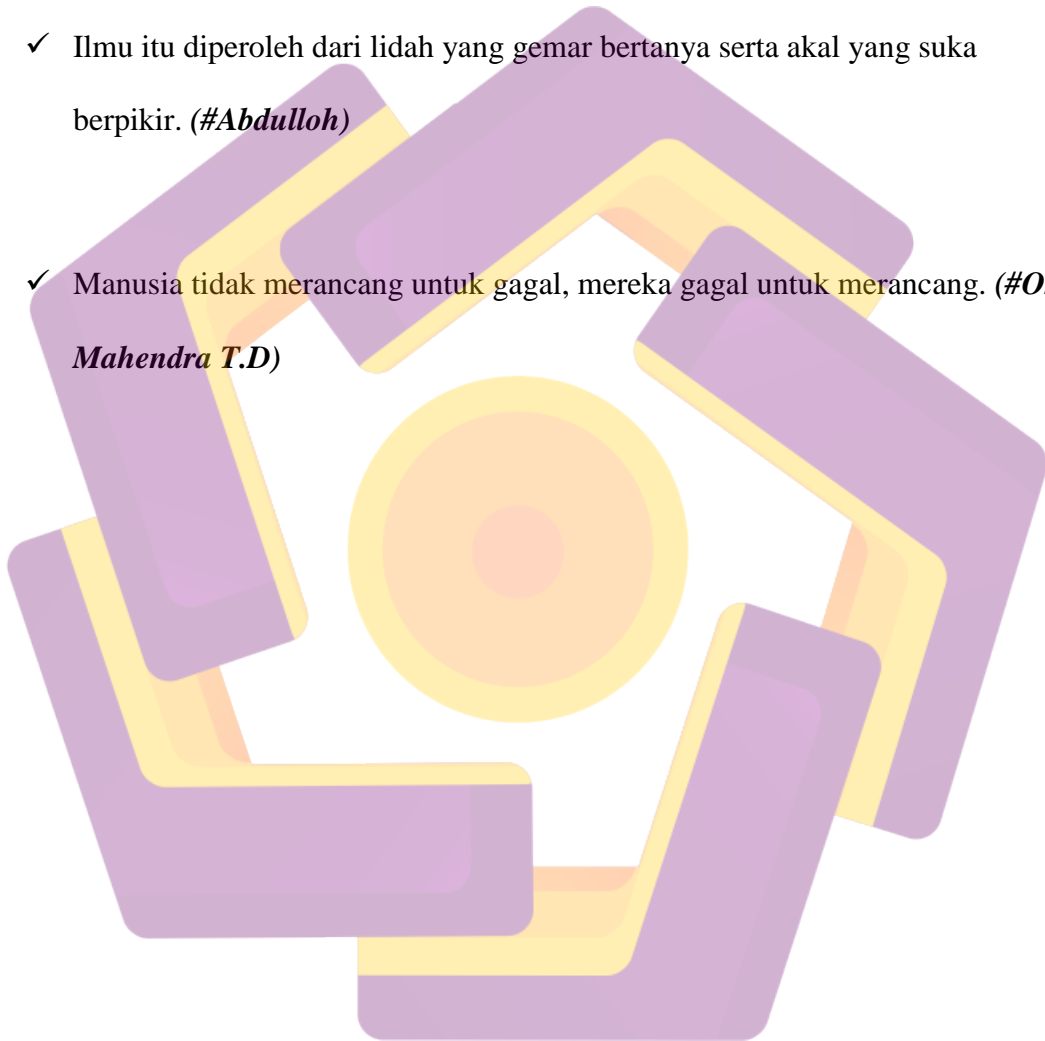 ✓ Ilmu itu diperoleh dari lidah yang gemar bertanya serta akal yang suka
berpikir. (#Abdulloh)
✓ Manusia tidak merancang untuk gagal, mereka gagal untuk merancang.
Mahendra T.D)